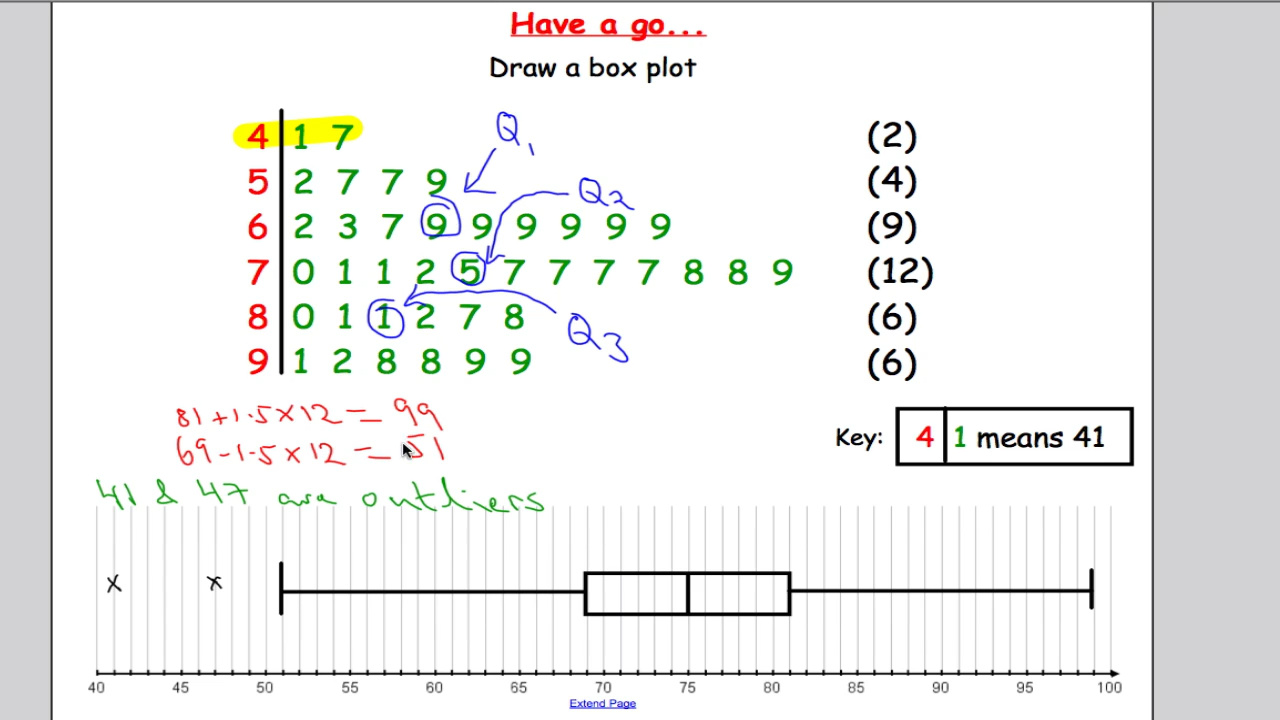 Have a go...
Draw a box plot
4 1 7 (2)
Q1
5 2 7 7 9 (4)
Q2
6 2 3 7 9 9 9 9 9 9 (9)
7 0 1 1 2 5 7 7 7 7 8 8 9 (12)
8 0 1 1 2 7 8 (6)
Q3
9 1 2 8 8 9 9 (6)
81+1.5×12=99
69-1.5×12=51
Key: 4 1 means 41
41 & 47 are outliers
x x
40 45 50 55 60 65 70 75 80 85 90 95 100
Extend Page